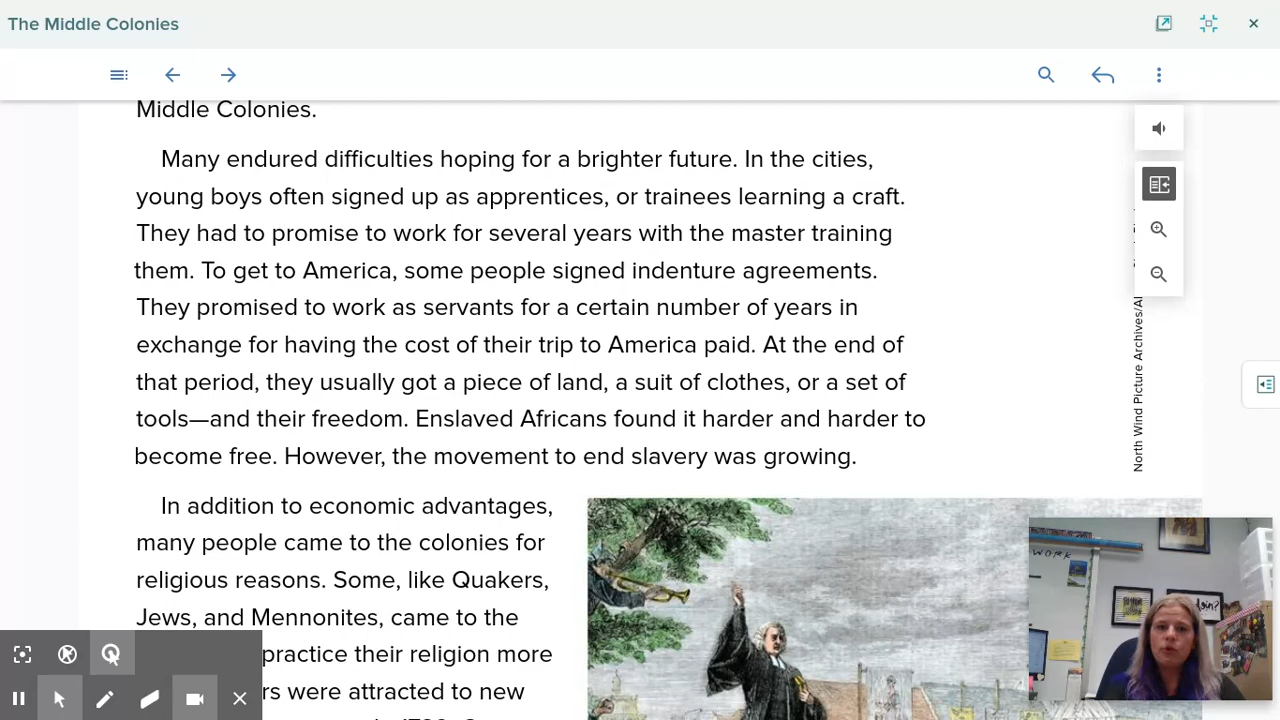 The Middle Colonies
Middle Colonies.
Many endured difficulties hoping for a brighter future. In the cities,
young boys often signed up as apprentices, or trainees learning a craft.
They had to promise to work for several years with the master training
them. To get to America, some people signed indenture agreements.
They promised to work as servants for a certain number of years in
exchange for having the cost of their trip to America paid. At the end of
that period, they usually got a piece of land, a suit of clothes, or a set of
tools—and their freedom. Enslaved Africans found it harder and harder to
become free. However, the movement to end slavery was growing.
North Wind Picture Archives/
In addition to economic advantages,
many people came to the colonies for
religious reasons. Some, like Quakers,
Jews, and Mennonites, came to the
practice their religion more
were attracted to new
WORK